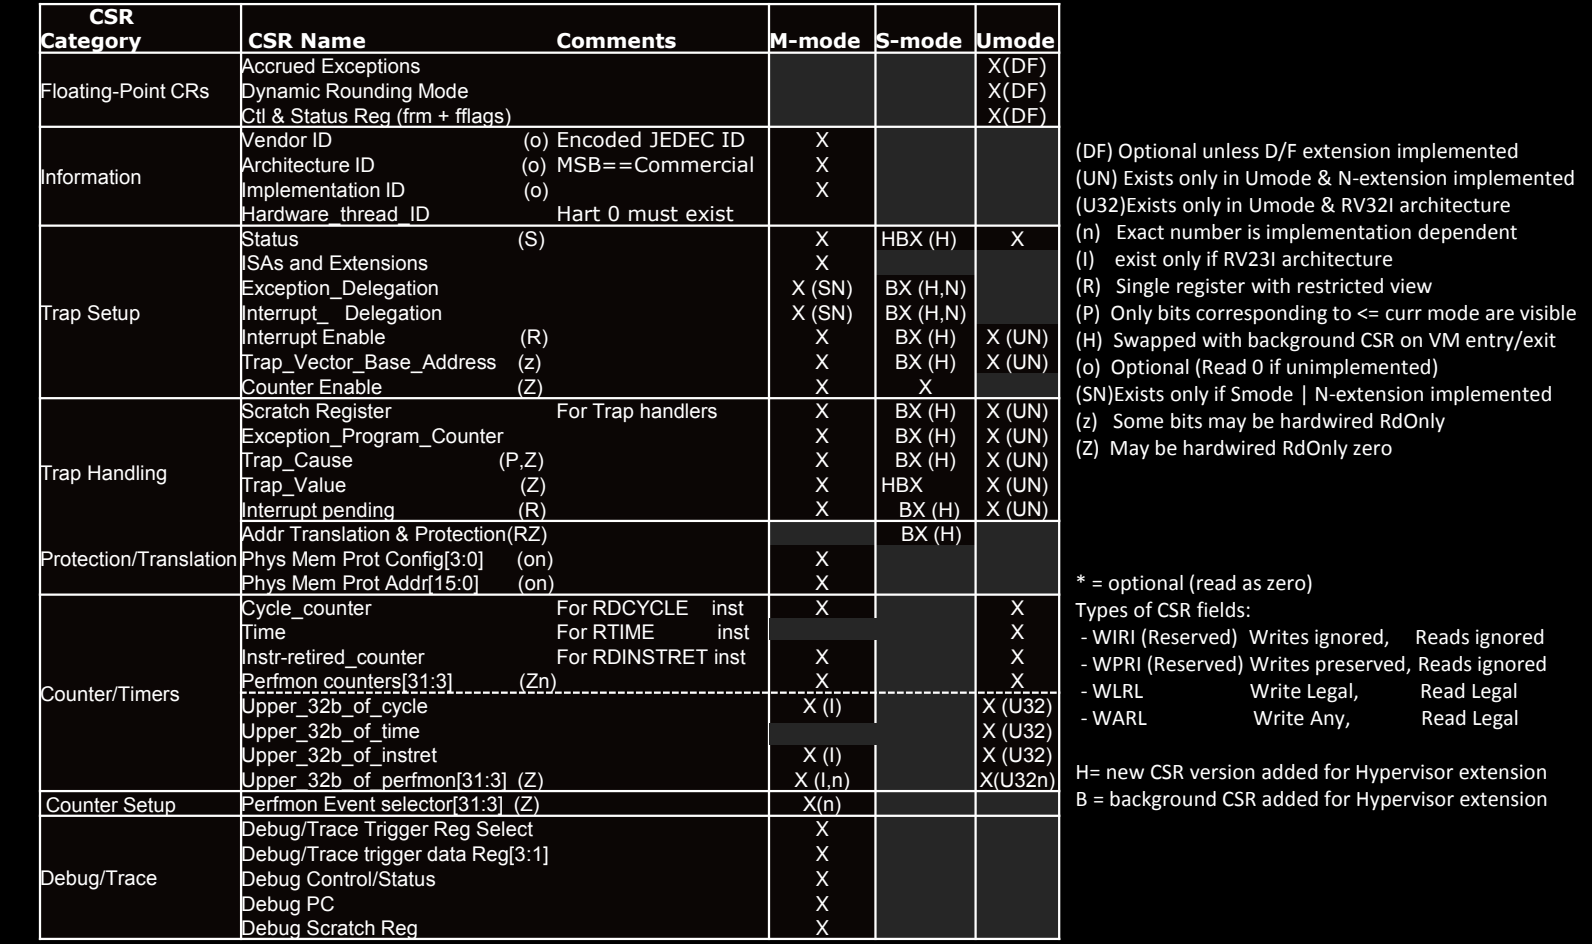 CSR
Category CSR Name Comments M-mode S-mode Umode
Accrued Exceptions X(DF)
Floating-Point CRs Dynamic Rounding Mode X(DF)
Ctl & Status Reg (frm + fflags) X(DF)
Vendor ID (o) Encoded JEDEC ID X
Architecture ID (o) MSB==Commercial X
Information
Implementation ID (o) X
Hardware_thread_ID Hart 0 must exist
Status (S) X HBX (H) X
ISAs and Extensions X
Exception_Delegation X (SN) BX (H,N)
Trap Setup Interrupt_ Delegation X (SN) BX (H,N)
Interrupt Enable (R) X BX (H) X (UN)
Trap_Vector_Base_Address (z) X BX (H) X (UN)
Counter Enable (Z) X X
Scratch Register For Trap handlers X BX (H) X (UN)
Exception_Program_Counter X BX (H) X (UN)
Trap_Cause (P,Z) X BX (H) X (UN)
Trap Handling
Trap_Value (Z) X HBX X (UN)
Interrupt pending (R) X BX (H) X (UN)
Addr Translation & Protection(RZ) BX (H)
Protection/Translation Phys Mem Prot Config[3:0] (on) X
Phys Mem Prot Addr[15:0] (on) X
Cycle_counter For RDCYCLE inst X X
Time For RTIME inst X
Instr-retired_counter For RDINSTRET inst X X
Perfmon counters[31:3] (Zn) X X
Counter/Timers
Upper_32b_of_cycle X (I) X (U32)
Upper_32b_of_time X (U32)
Upper_32b_of_instret X (I) X (U32)
Upper_32b_of_perfmon[31:3] (Z) X (I,n) X(U32n)
Counter Setup Perfmon Event selector[31:3] (Z) X(n)
Debug/Trace Trigger Reg Select X
Debug/Trace trigger data Reg[3:1] X
Debug/Trace Debug Control/Status X
Debug PC X
Debug Scratch Reg X
(DF) Optional unless D/F extension implemented
(UN) Exists only in Umode & N-extension implemented
(U32)Exists only in Umode & RV32I architecture
(n) Exact number is implementation dependent
(I) exist only if RV23I architecture
(R) Single register with restricted view
(P) Only bits corresponding to <= curr mode are visible
(H) Swapped with background CSR on VM entry/exit
(o) Optional (Read 0 if unimplemented)
(SN)Exists only if Smode | N-extension implemented
(z) Some bits may be hardwired RdOnly
(Z) May be hardwired RdOnly zero
* = optional (read as zero)
Types of CSR fields:
- WIRI (Reserved) Writes ignored, Reads ignored
- WPRI (Reserved) Writes preserved, Reads ignored
- WLRL Write Legal, Read Legal
- WARL Write Any, Read Legal
H= new CSR version added for Hypervisor extension
B = background CSR added for Hypervisor extension